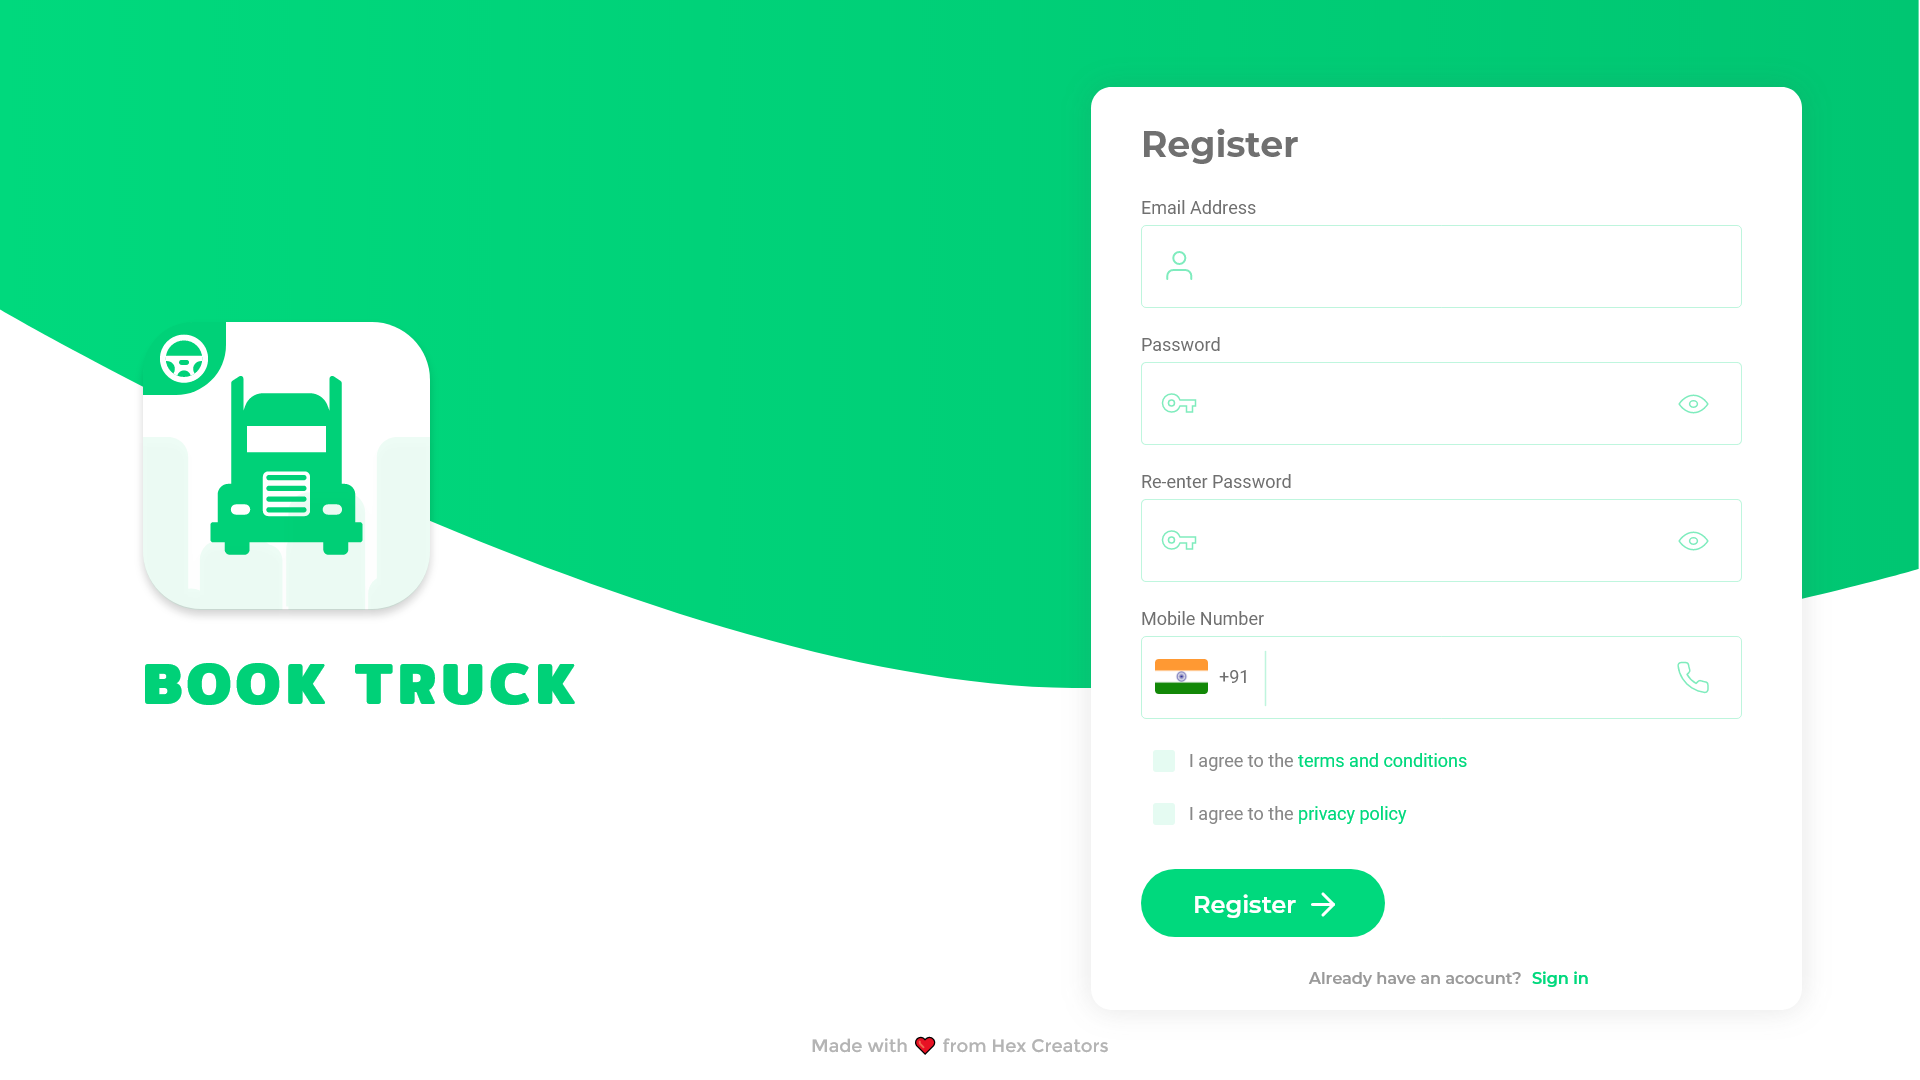 Register
Email Address
Password
Re-enter Password
Mobile Number
+91
I agree to the terms and conditions
I agree to the privacy policy
Register
Already have an acocunt? Sign in
BOOK TRUCK
Made with from Hex Creators